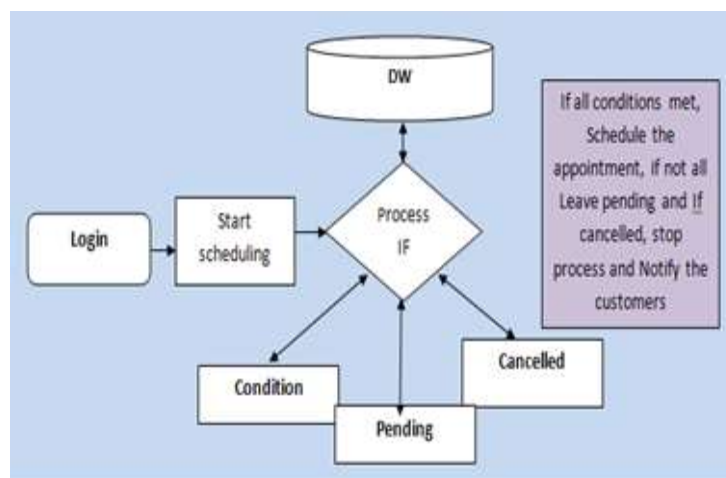 DW
If all conditions met,
Schedule the
appointment, if not all
Leave pending and If
cancelled, stop
process and Notify the
customers
Login
Start
scheduling
Process
IF
Condition
Pending
Cancelled